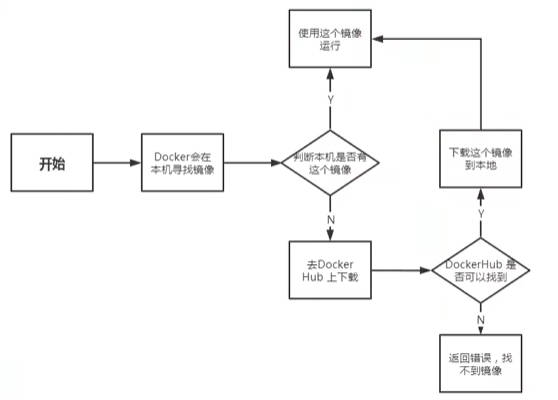 使用这个镜像
运行
Y
开始
Docker会在
本机寻找镜像
判断本机是否有
这个镜像
下载这个镜像
到本地
N
Y
去Docker
Hub 上下载
DockerHub 是
否可以找到
N
返回错误，找
不到镜像